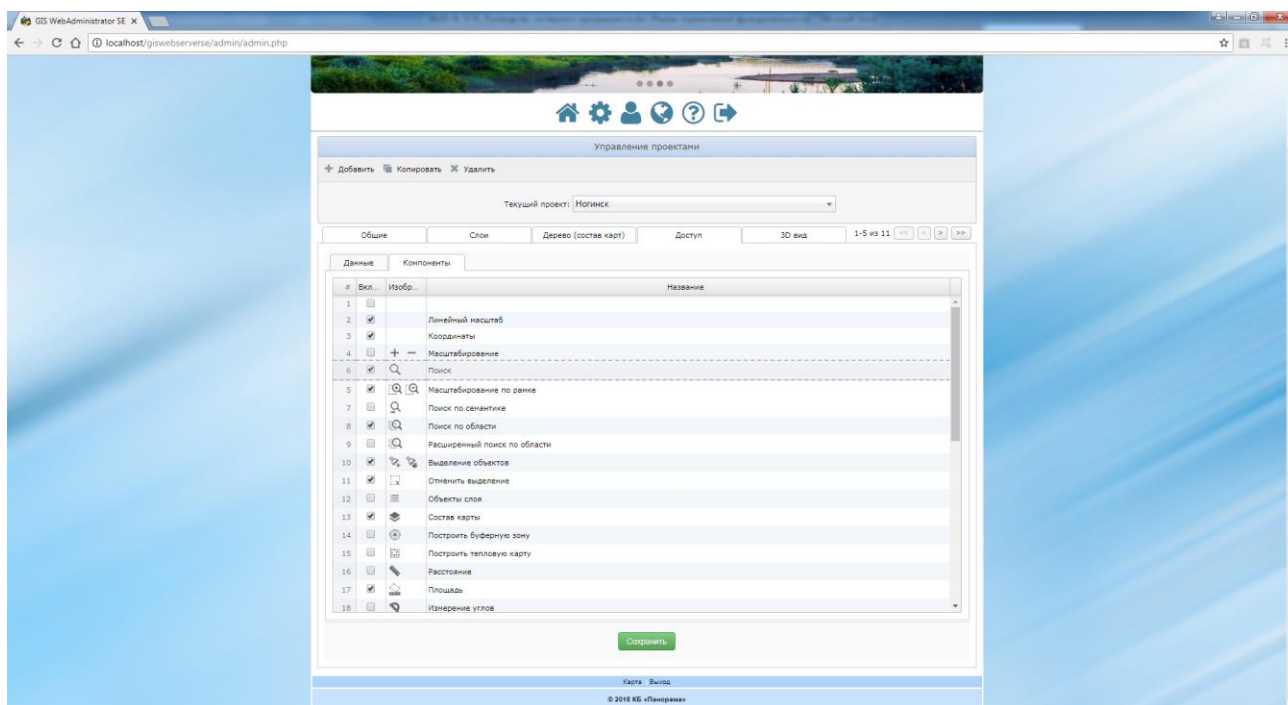 GIS WebAdministrator SE
localhost/giswebserverse/admin/admin.php
Управление проектами
Добавить Копировать Удалить
Текущий проект: Ногинск
Общие Слои Дерево (состав карт) Доступ 3D вид 1-5 из 11 << < > >>
Данные Компоненты
# Вкл... Изобр... Название
1
2 Линейный масштаб
3 Координаты
4 Масштабирование
6 Поиск
5 Масштабирование по рамке
7 Поиск по семантике
8 Поиск по области
9 Расширенный поиск по области
10 Выделение объектов
11 Отменить выделение
12 Объекты слоя
13 Состав карты
14 Построить буферную зону
15 Построить тепловую карту
16 Расстояние
17 Площадь
18 Измерение углов
Сохранить
Карта Выход
© 2018 КБ «Панорама»